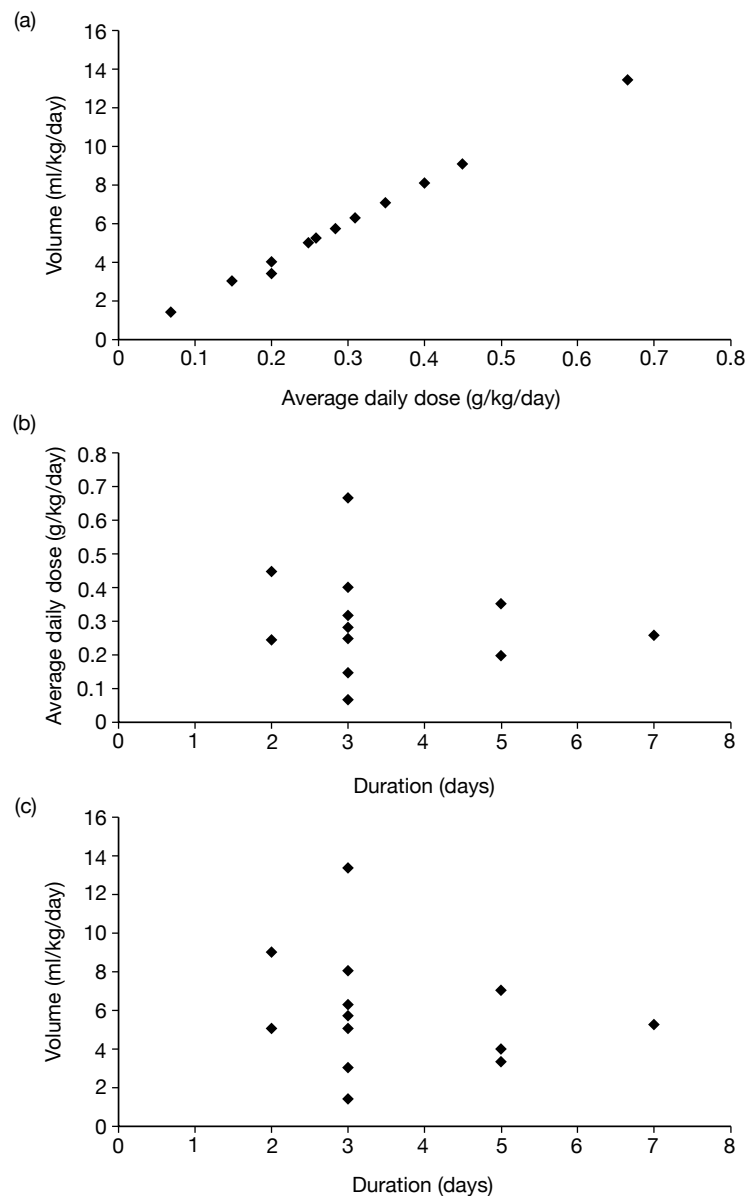 (a)
16
14
12
10
8
6
4
2
0
Volume (ml/kg/day)
0 0.1 0.2 0.3 0.4 0.5 0.6 0.7 0.8
Average daily dose (g/kg/day)
(b)
0.8
0.7
0.6
0.5
0.4
0.3
0.2
0.1
0
Average daily dose (g/kg/day)
0 1 2 3 4 5 6 7 8
Duration (days)
(c)
16
14
12
10
8
6
4
2
0
Volume (ml/kg/day)
0 1 2 3 4 5 6 7 8
Duration (days)